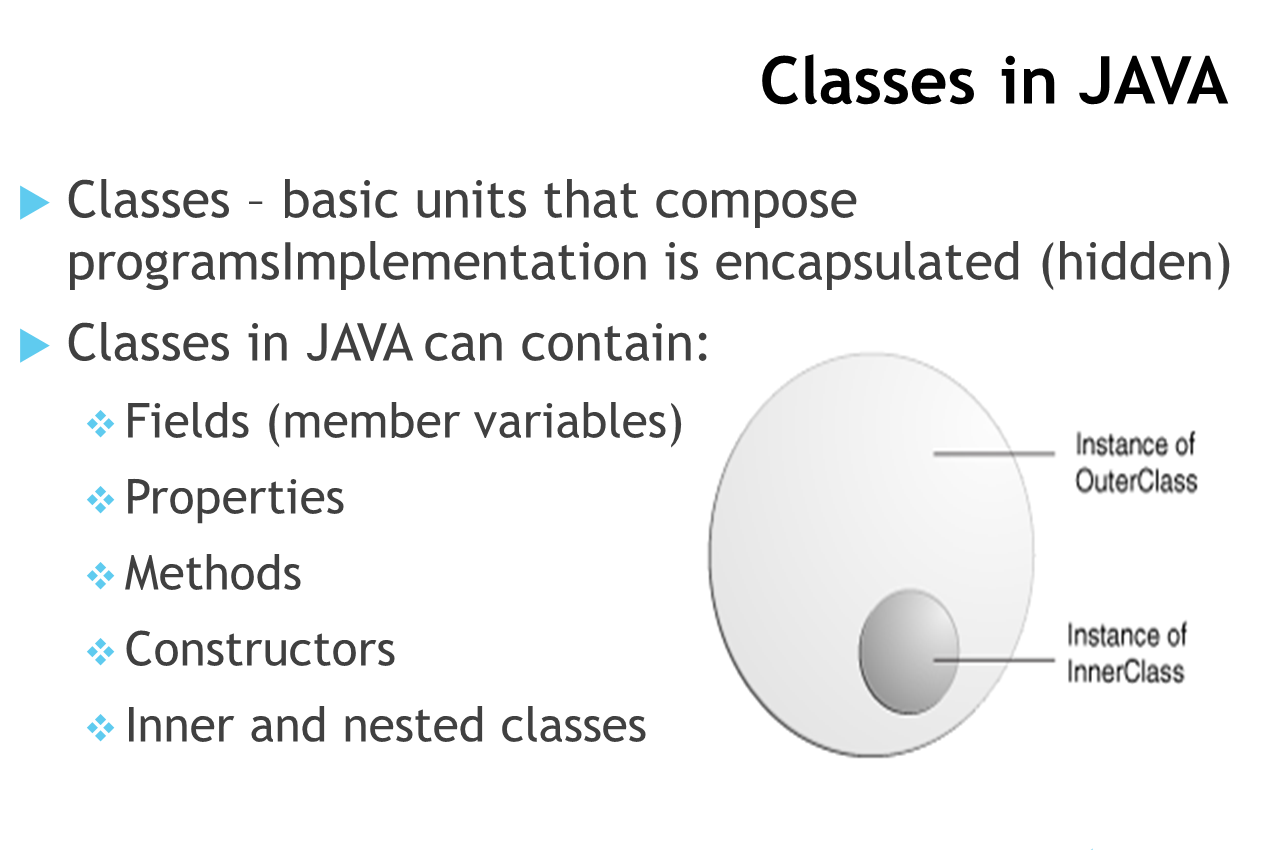 Classes in JAVA
Classes – basic units that compose
programsImplementation is encapsulated (hidden)
Classes in JAVA can contain:
Fields (member variables)
Properties
Methods
Constructors
Inner and nested classes
Instance of
OuterClass
Instance of
InnerClass